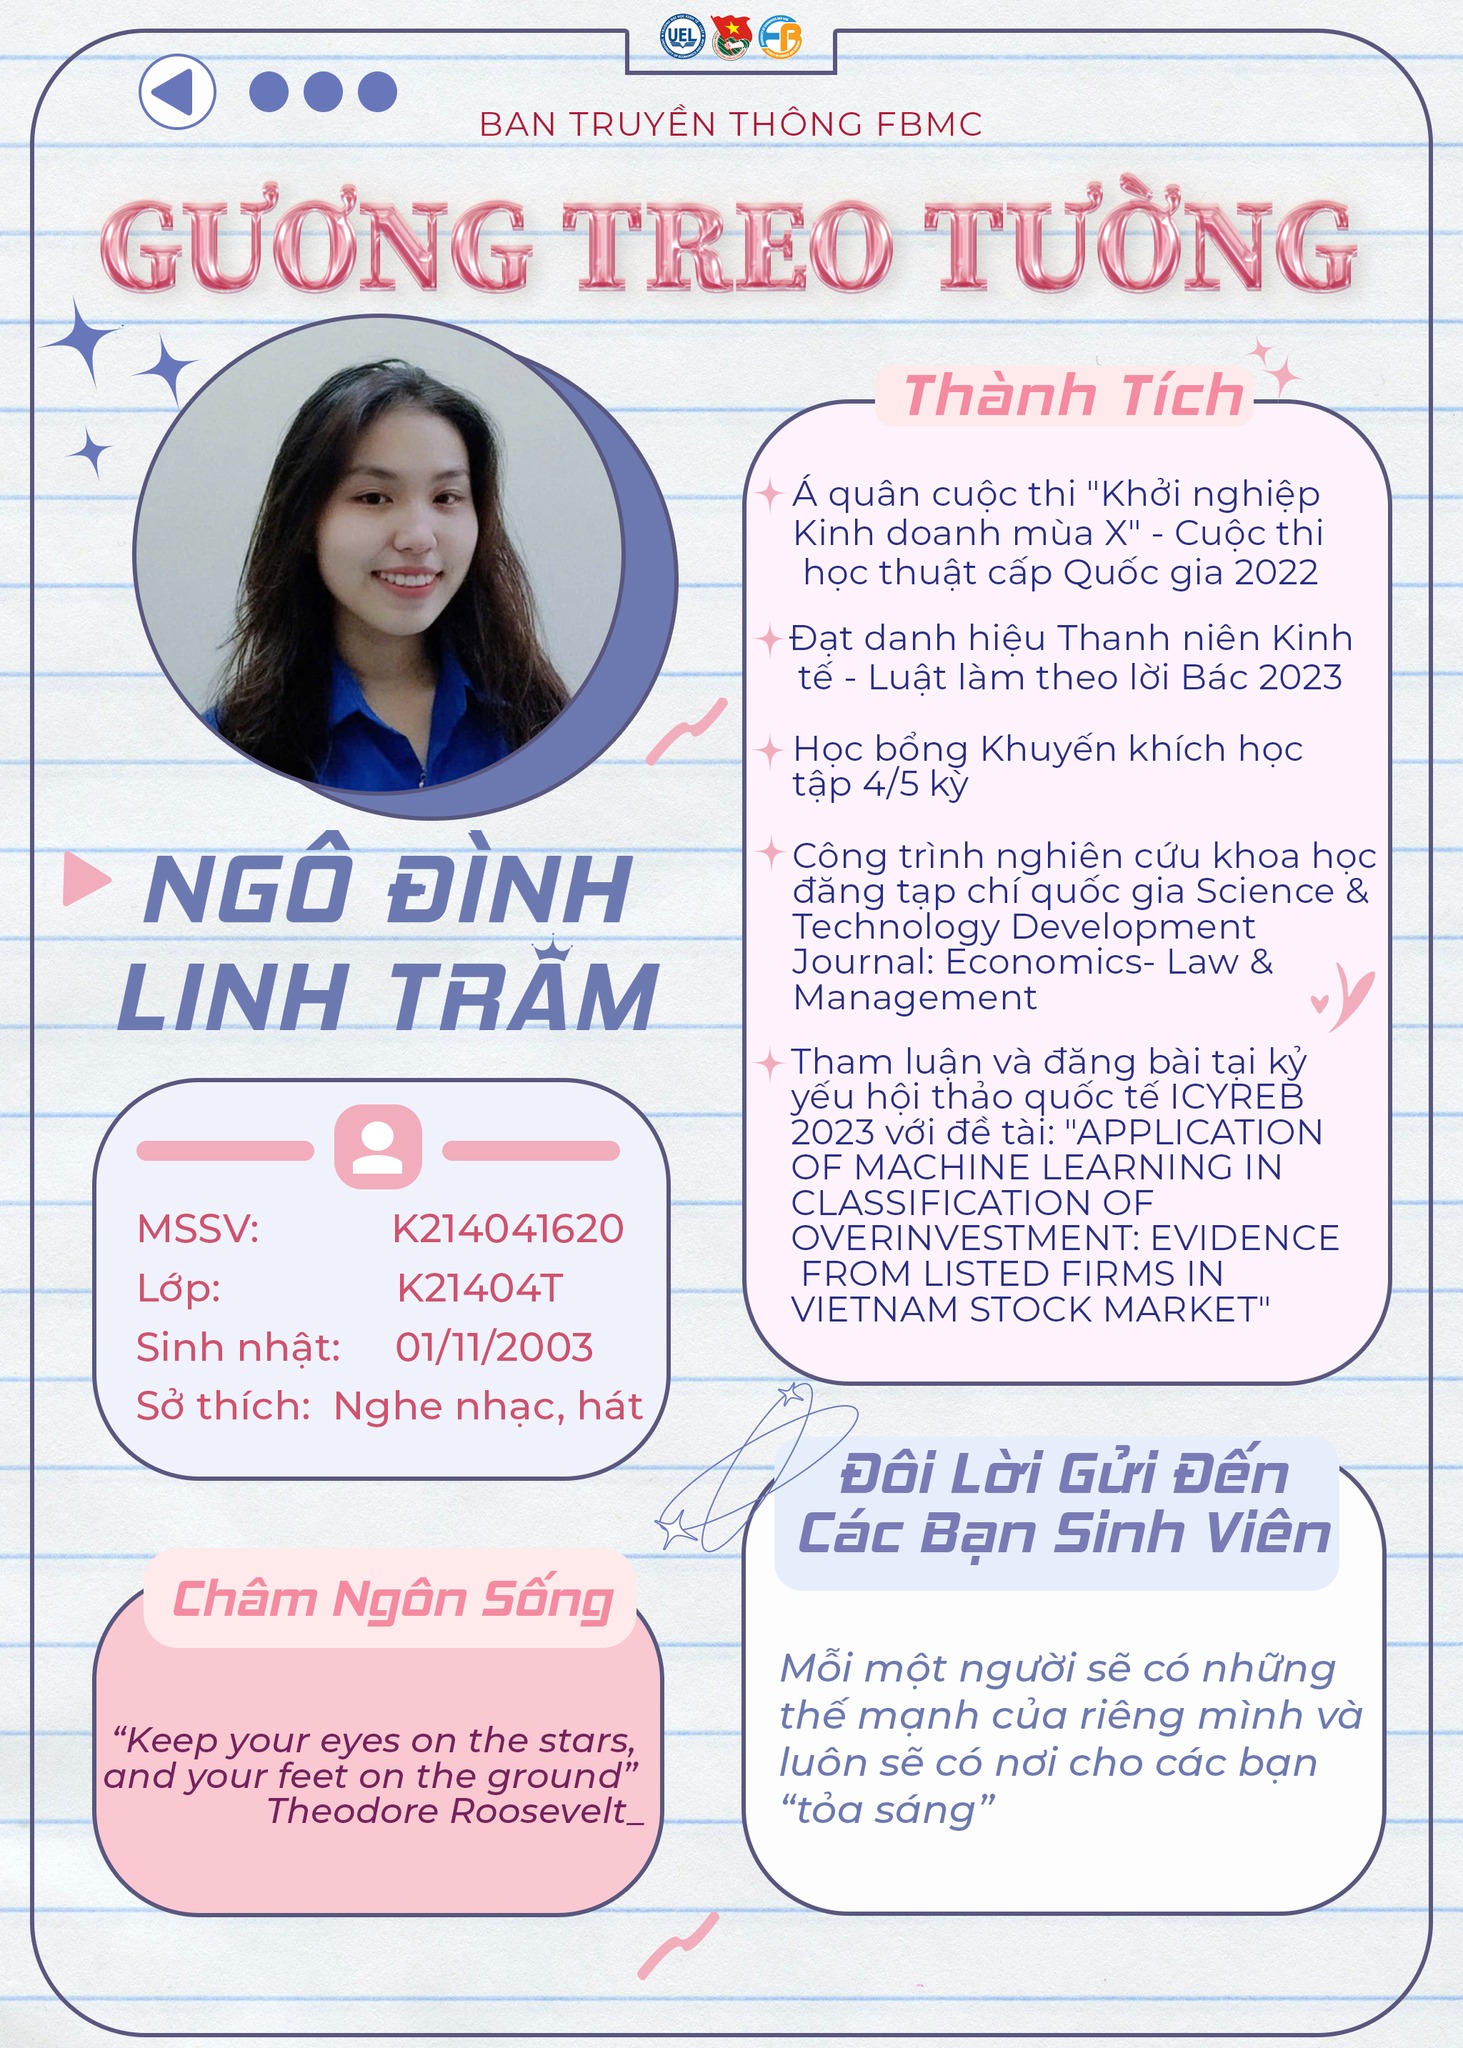 UEL
BAN TRUYỀN THÔNG FBMC
GƯƠNG TREO TƯỜNG
NGÔ ĐÌNH
LINH TRĂM
MSSV: K214041620
Lớp: K21404T
Sinh nhật: 01/11/2003
Sở thích: Nghe nhạc, hát
Châm Ngôn Sống
“Keep your eyes on the stars,
and your feet on the ground”
Theodore Roosevelt_
Thành Tích
Á quân cuộc thi "Khởi nghiệp
Kinh doanh mùa X" - Cuộc thi
học thuật cấp Quốc gia 2022
Đạt danh hiệu Thanh niên Kinh
tế - Luật làm theo lời Bác 2023
Học bổng Khuyến khích học
tập 4/5 kỳ
Công trình nghiên cứu khoa học
đăng tạp chí quốc gia Science &
Technology Development
Journal: Economics- Law &
Management
Tham luận và đăng bài tại kỷ
yếu hội thảo quốc tế ICYREB
2023 với đề tài: "APPLICATION
OF MACHINE LEARNING IN
CLASSIFICATION OF
OVERINVESTMENT: EVIDENCE
FROM LISTED FIRMS IN
VIETNAM STOCK MARKET"
Đôi Lời Gửi Đến
Các Bạn Sinh Viên
Mỗi một người sẽ có những
thế mạnh của riêng mình và
luôn sẽ có nơi cho các bạn
“tỏa sáng”